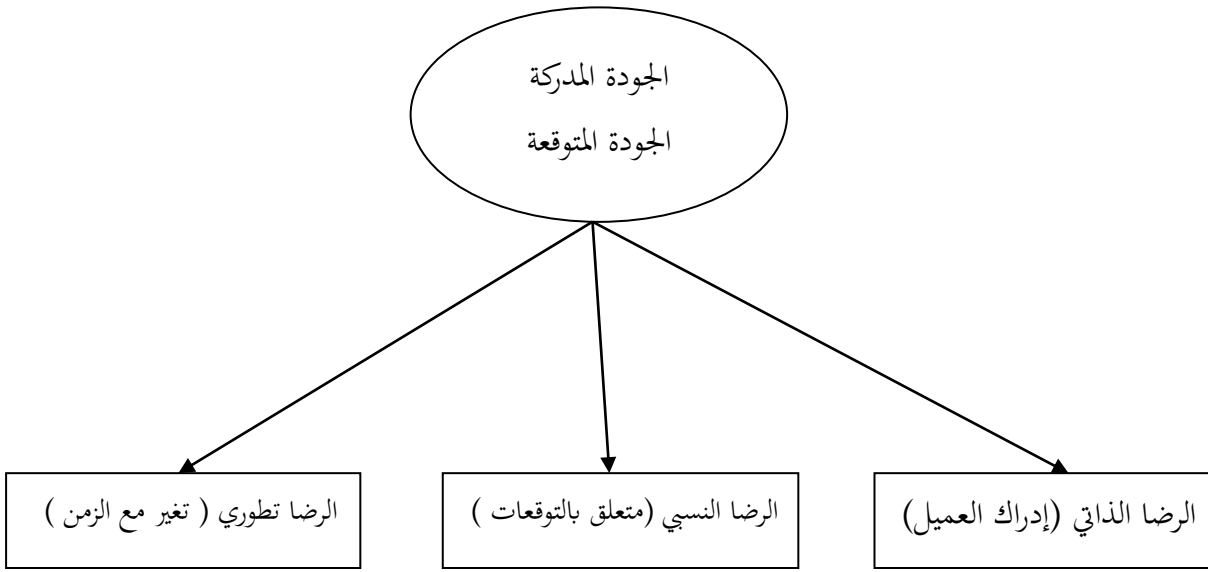 الجودة المدركة
الجودة المتوقعة
الرضا الذاتي (إدراك العميل)
الرضا النسبي (متعلق بالتوقعات )
الرضا تطوري ( تغير مع الزمن )